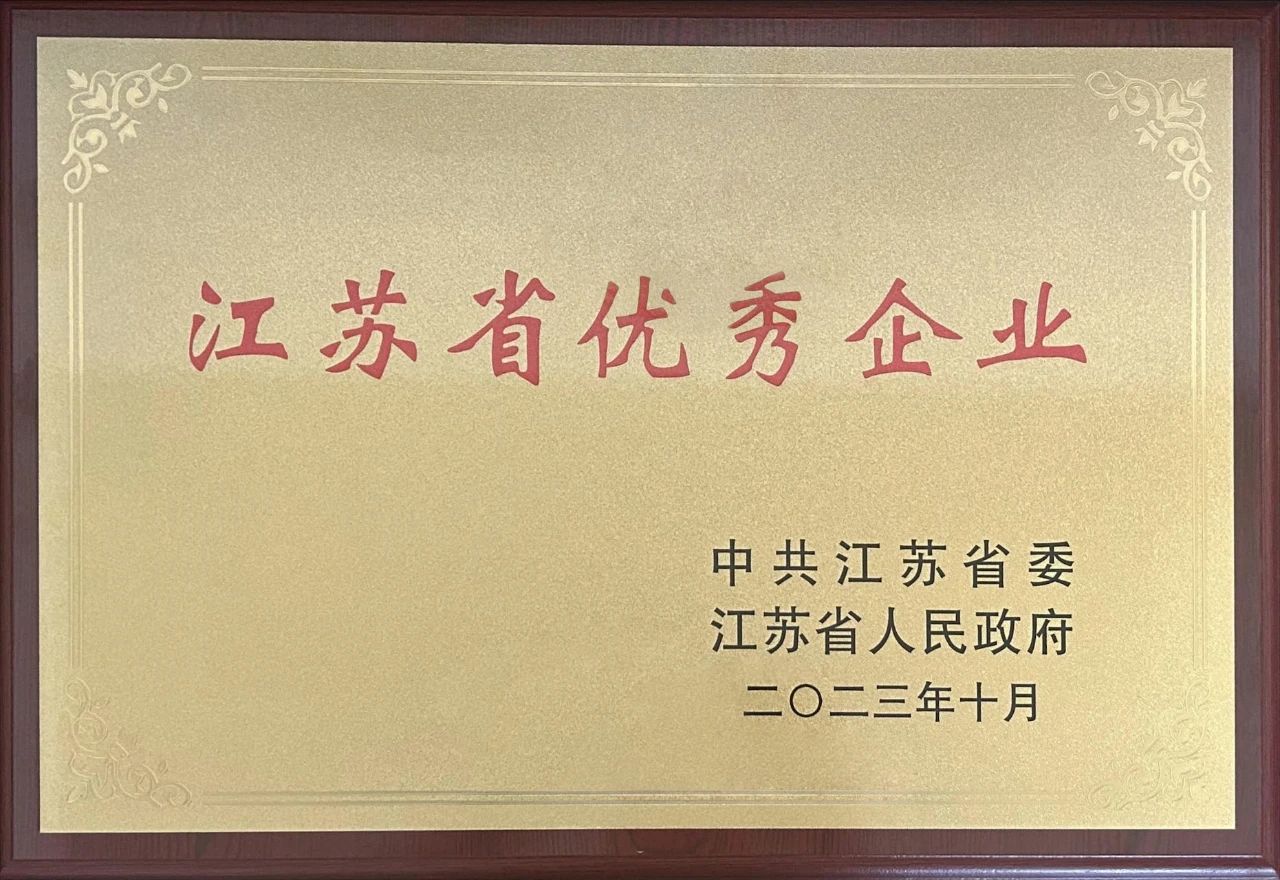 江苏省优秀企业
中共江苏省委
江苏省人民政府
二〇二三年十月